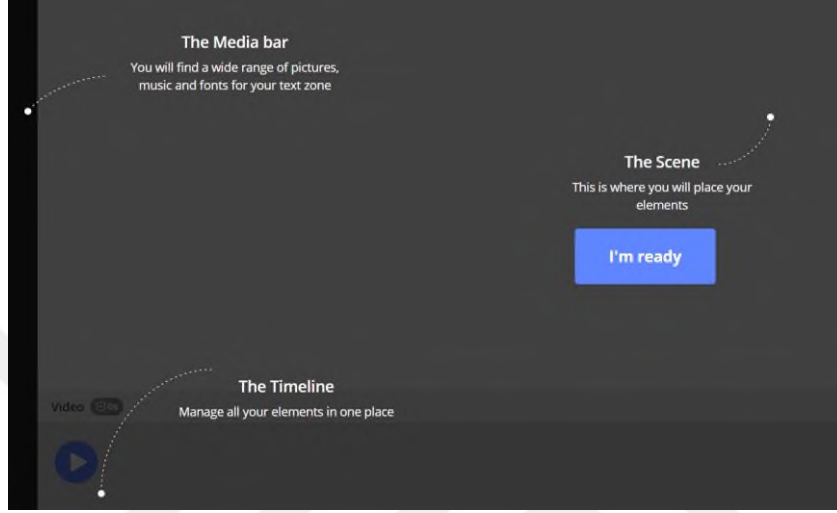 The Media bar
You will find a wide range of pictures,
music and fonts for your text zone
The Scene
This is where you will place your
elements
I'm ready
The Timeline
Manage all your elements in one place
Video